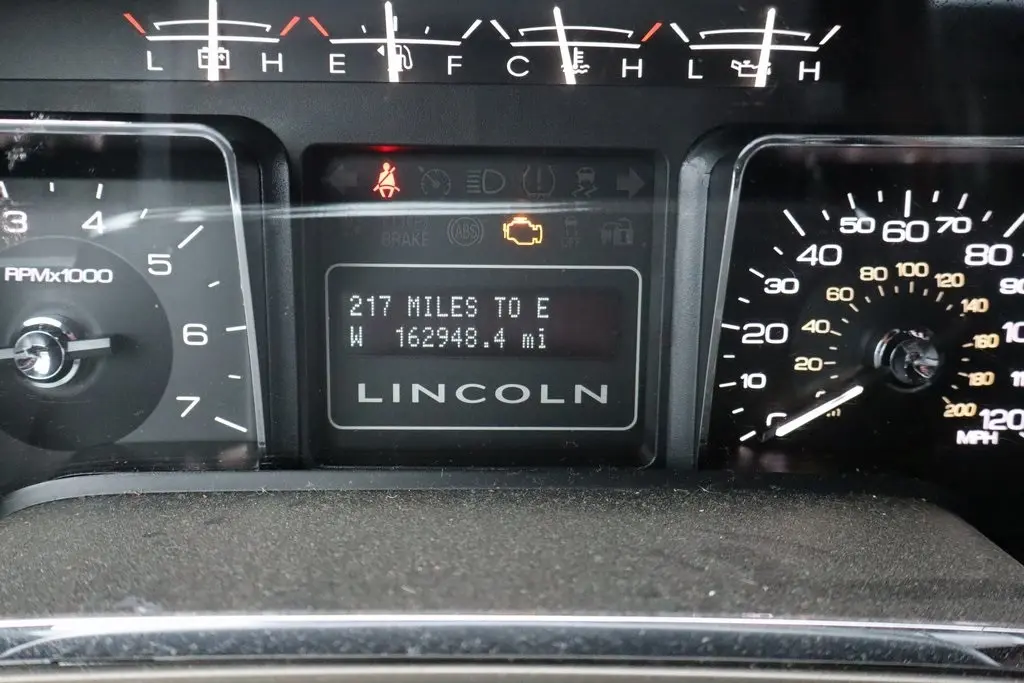 L H E F C H L H
3 4 5 6 7
RPMx1000
BRAKE ABS OFF
217 MILES TO E
W 162948.4 mi
LINCOLN
10 20 30 40 50 60 70 80
20 40 60 80 100 120 140 160 180 200
120
MPH